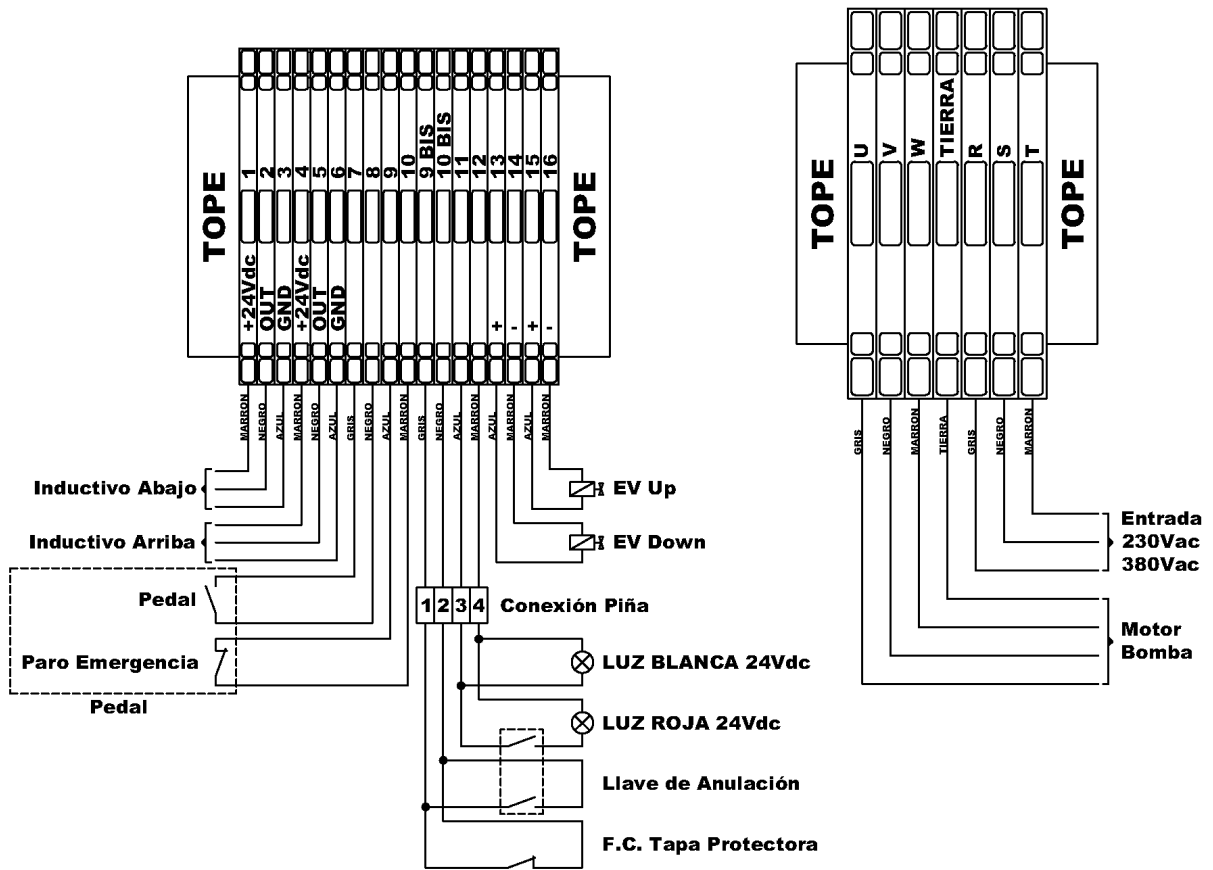 TOPE
1
2
3
4
5
6
7
8
9
10
9 BIS
10 BIS
11
12
13
14
15
16
TOPE
+24Vdc
OUT
GND
+24Vdc
OUT
GND
+
-
+
-
MARRON
NEGRO
AZUL
MARRON
NEGRO
AZUL
GRIS
NEGRO
AZUL
MARRON
GRIS
NEGRO
AZUL
MARRON
AZUL
MARRON
AZUL
MARRON
Inductivo Abajo
Inductivo Arriba
Pedal
Paro Emergencia
Pedal
EV Up
EV Down
1 2 3 4
Conexión Piña
LUZ BLANCA 24Vdc
LUZ ROJA 24Vdc
Llave de Anulación
F.C. Tapa Protectora
TOPE
U
V
W
TIERRA
R
S
T
TOPE
GRIS
NEGRO
MARRON
TIERRA
GRIS
NEGRO
MARRON
Entrada
230Vac
380Vac
Motor
Bomba